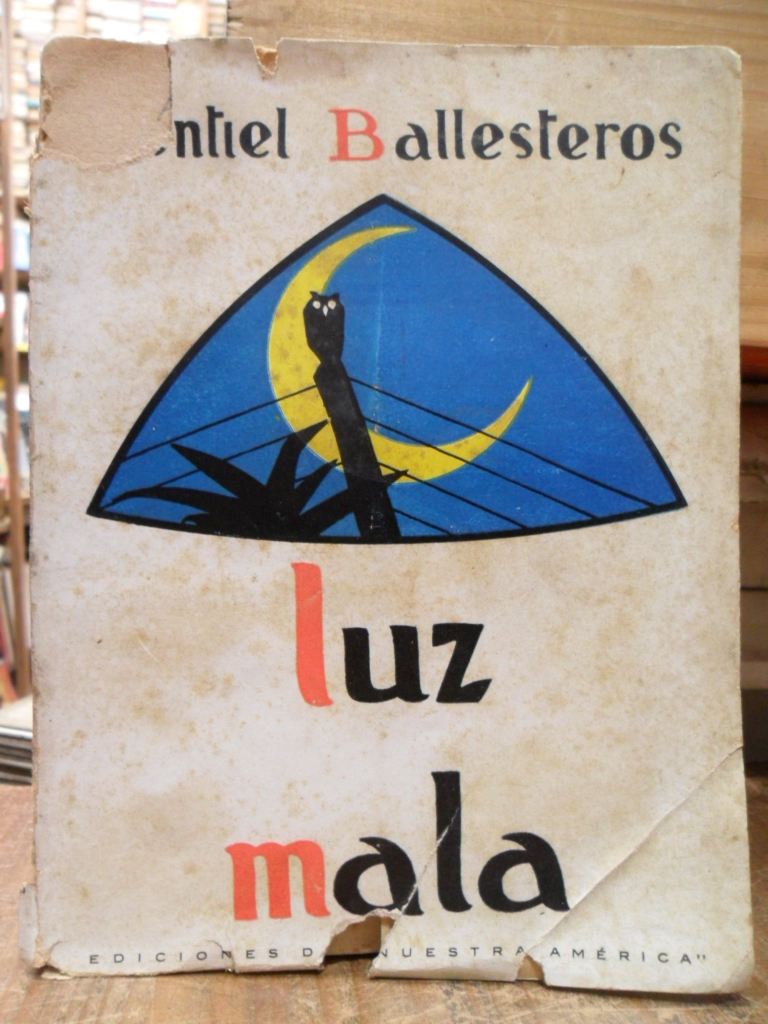 ntiel Ballesteros
luz
mala
EDICIONES D NUESTRA AMÉRICA"